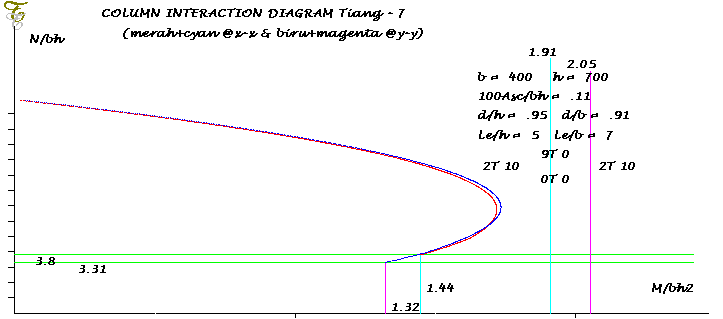 COLUMN INTERACTION DIAGRAM Tiang - 7
(merah+cyan @x-x & biru+magenta @y-y)
N/bh
1.91
2.05
b = 400 h = 700
100Asc/bh = .11
d/h = .95 d/b = .91
Le/h = 5 Le/b = 7
9T 0
2T 10 2T 10
0T 0
3.8
3.31
1.44
M/bh2
1.32